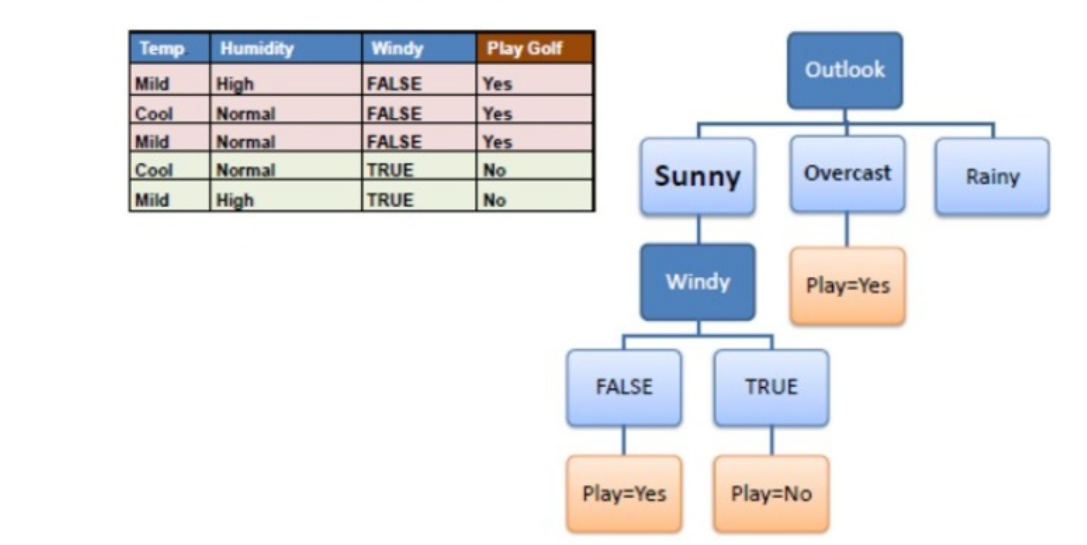 Temp. Humidity Windy Play Golf
Mild High FALSE Yes
Cool Normal FALSE Yes
Mild Normal FALSE Yes
Cool Normal TRUE No
Mild High TRUE No
Outlook
Sunny Overcast Rainy
Windy Play=Yes
FALSE TRUE
Play=Yes Play=No